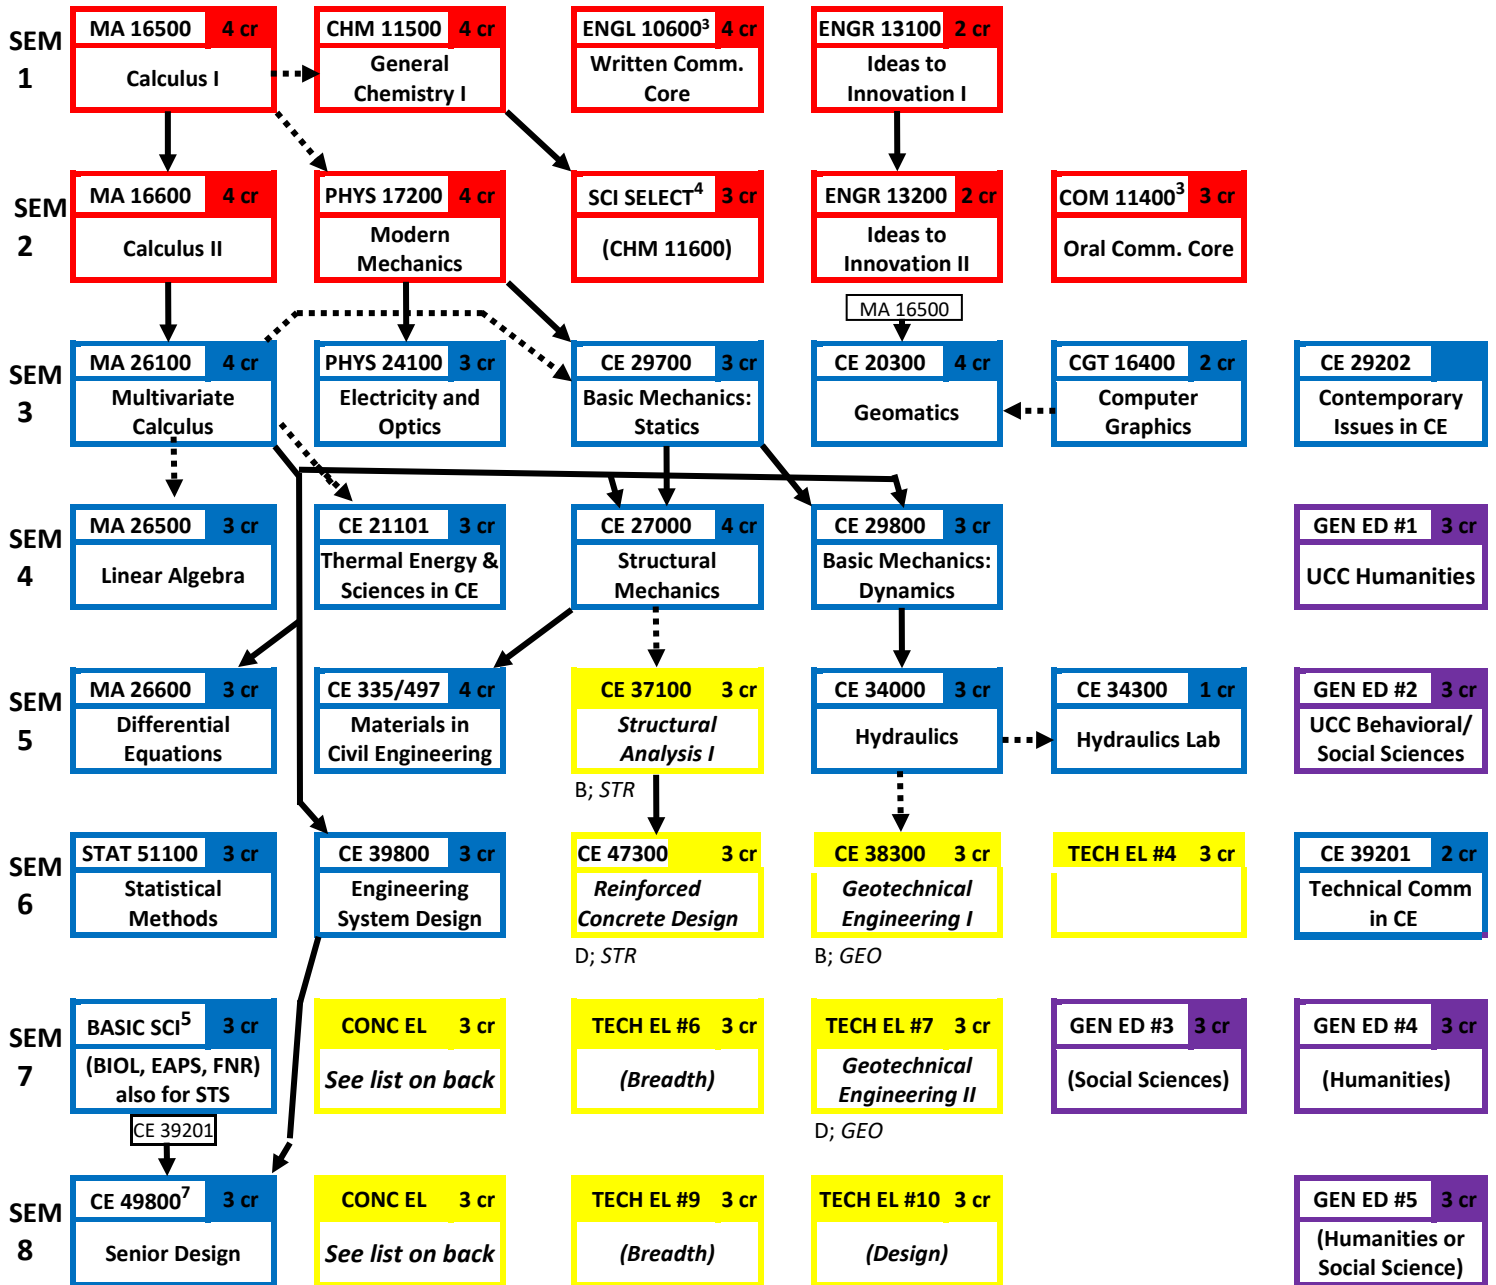 SEM 1
MA 16500 4 cr
Calculus I
CHM 11500 4 cr
General
Chemistry I
ENGL 10600³ 4 cr
Written Comm.
Core
ENGR 13100 2 cr
Ideas to
Innovation I
SEM 2
MA 16600 4 cr
Calculus II
PHYS 17200 4 cr
Modern
Mechanics
SCI SELECT⁴ 3 cr
(CHM 11600)
ENGR 13200 2 cr
Ideas to
Innovation II
COM 11400³ 3 cr
Oral Comm. Core
MA 16500
SEM 3
MA 26100 4 cr
Multivariate
Calculus
PHYS 24100 3 cr
Electricity and
Optics
CE 29700 3 cr
Basic Mechanics:
Statics
CE 20300 4 cr
Geomatics
CGT 16400 2 cr
Computer
Graphics
CE 29202
Contemporary
Issues in CE
SEM 4
MA 26500 3 cr
Linear Algebra
CE 21101 3 cr
Thermal Energy &
Sciences in CE
CE 27000 4 cr
Structural
Mechanics
CE 29800 3 cr
Basic Mechanics:
Dynamics
GEN ED #1 3 cr
UCC Humanities
SEM 5
MA 26600 3 cr
Differential
Equations
CE 335/497 4 cr
Materials in
Civil Engineering
CE 37100 3 cr
Structural
Analysis I
B; STR
CE 34000 3 cr
Hydraulics
CE 34300 1 cr
Hydraulics Lab
GEN ED #2 3 cr
UCC Behavioral/
Social Sciences
SEM 6
STAT 51100 3 cr
Statistical
Methods
CE 39800 3 cr
Engineering
System Design
CE 47300 3 cr
Reinforced
Concrete Design
D; STR
CE 38300 3 cr
Geotechnical
Engineering I
B; GEO
TECH EL #4 3 cr
CE 39201 2 cr
Technical Comm
in CE
SEM 7
BASIC SCI⁵ 3 cr
(BIOL, EAPS, FNR)
also for STS
CONC EL 3 cr
See list on back
TECH EL #6 3 cr
(Breadth)
TECH EL #7 3 cr
Geotechnical
Engineering II
D; GEO
GEN ED #3 3 cr
(Social Sciences)
GEN ED #4 3 cr
(Humanities)
CE 39201
SEM 8
CE 49800⁷ 3 cr
Senior Design
CONC EL 3 cr
See list on back
TECH EL #9 3 cr
(Breadth)
TECH EL #10 3 cr
(Design)
GEN ED #5 3 cr
(Humanities or
Social Science)